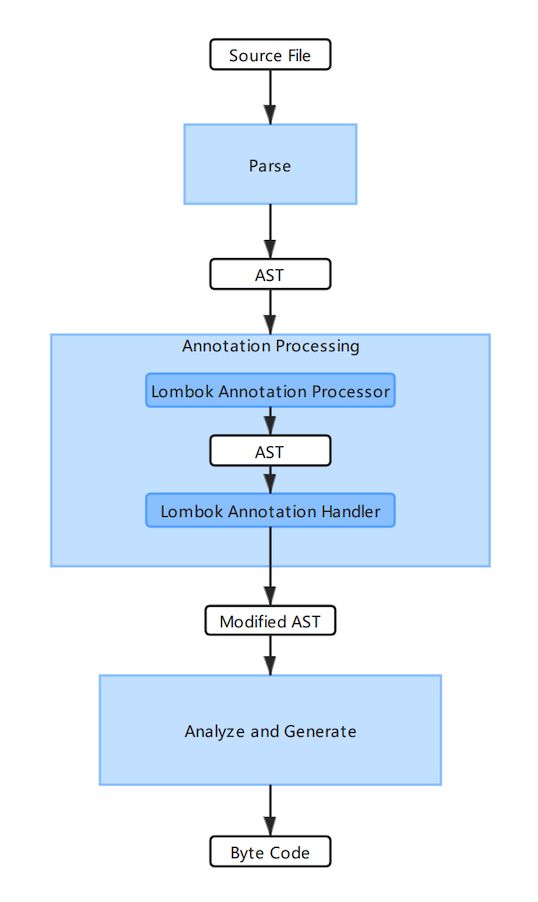 Source File
Parse
AST
Annotation Processing
Lombok Annotation Processor
AST
Lombok Annotation Handler
Modified AST
Analyze and Generate
Byte Code